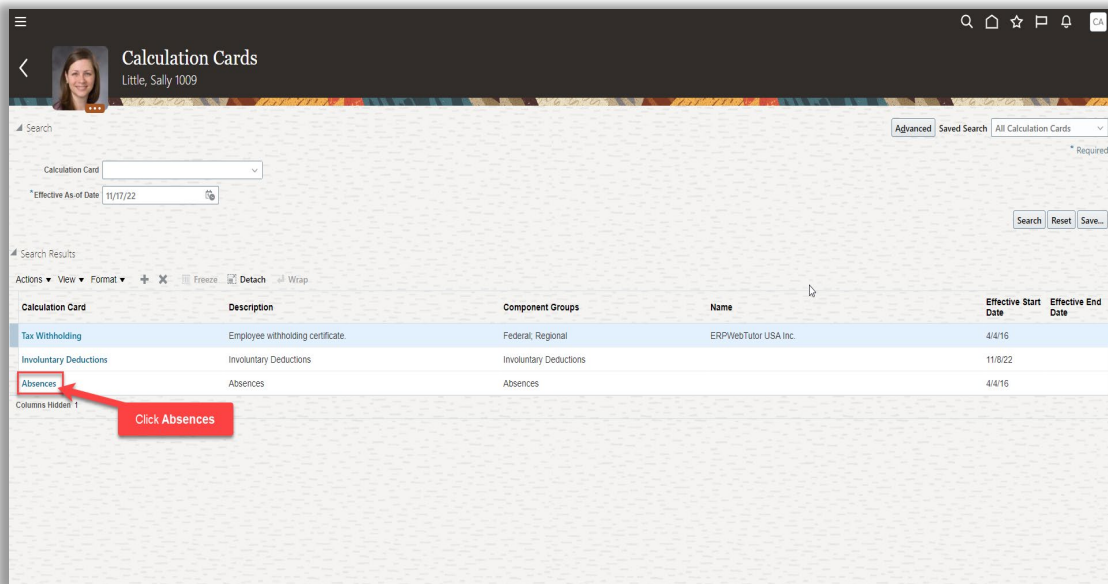 CA
Calculation Cards
Little, Sally 1009
Search
Advanced Saved Search All Calculation Cards
* Required
Calculation Card
*Effective As-of Date 11/17/22
Search Reset Save...
Search Results
Actions View Format Freeze Detach Wrap
Calculation Card Description Component Groups Name Effective Start Date Effective End Date
Tax Withholding Employee withholding certificate. Federal; Regional ERPWebTutor USA Inc. 4/4/16
Involuntary Deductions Involuntary Deductions Involuntary Deductions 11/8/22
Absences Absences Absences 4/4/16
Columns Hidden 1
Click Absences